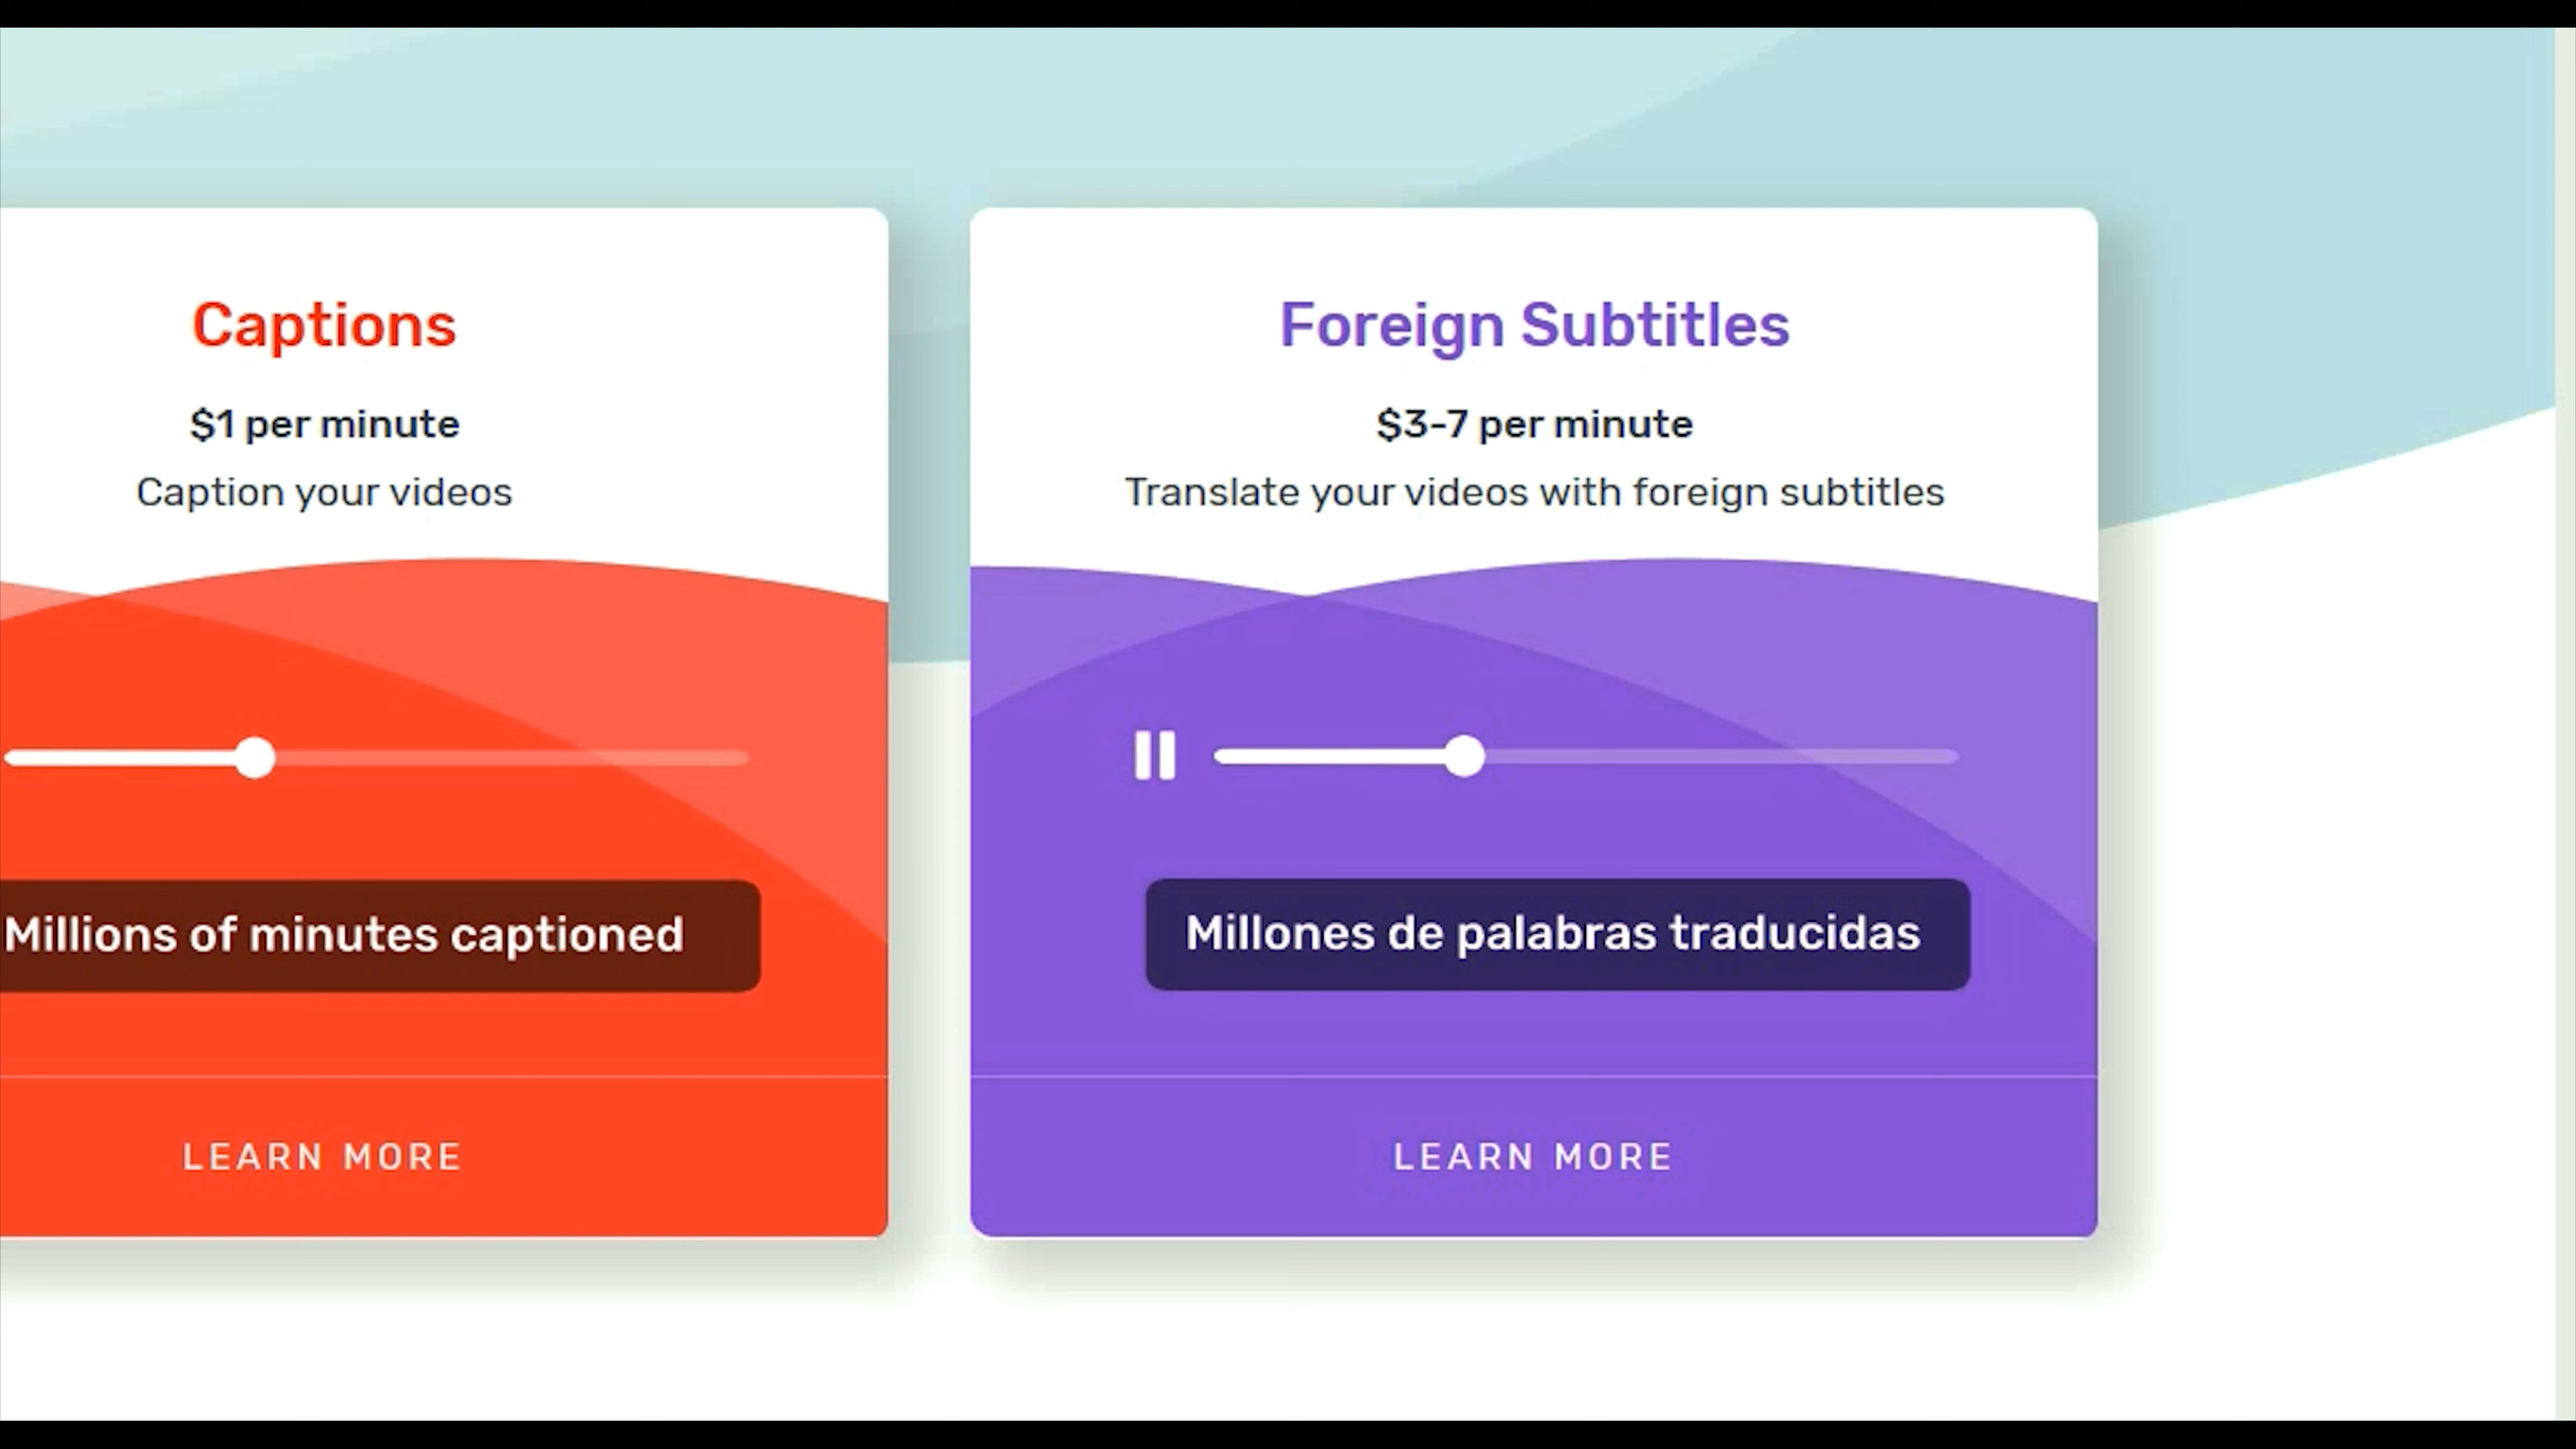 Captions
$1 per minute
Caption your videos
Millions of minutes captioned
LEARN MORE
Foreign Subtitles
$3-7 per minute
Translate your videos with foreign subtitles
Millones de palabras traducidas
LEARN MORE